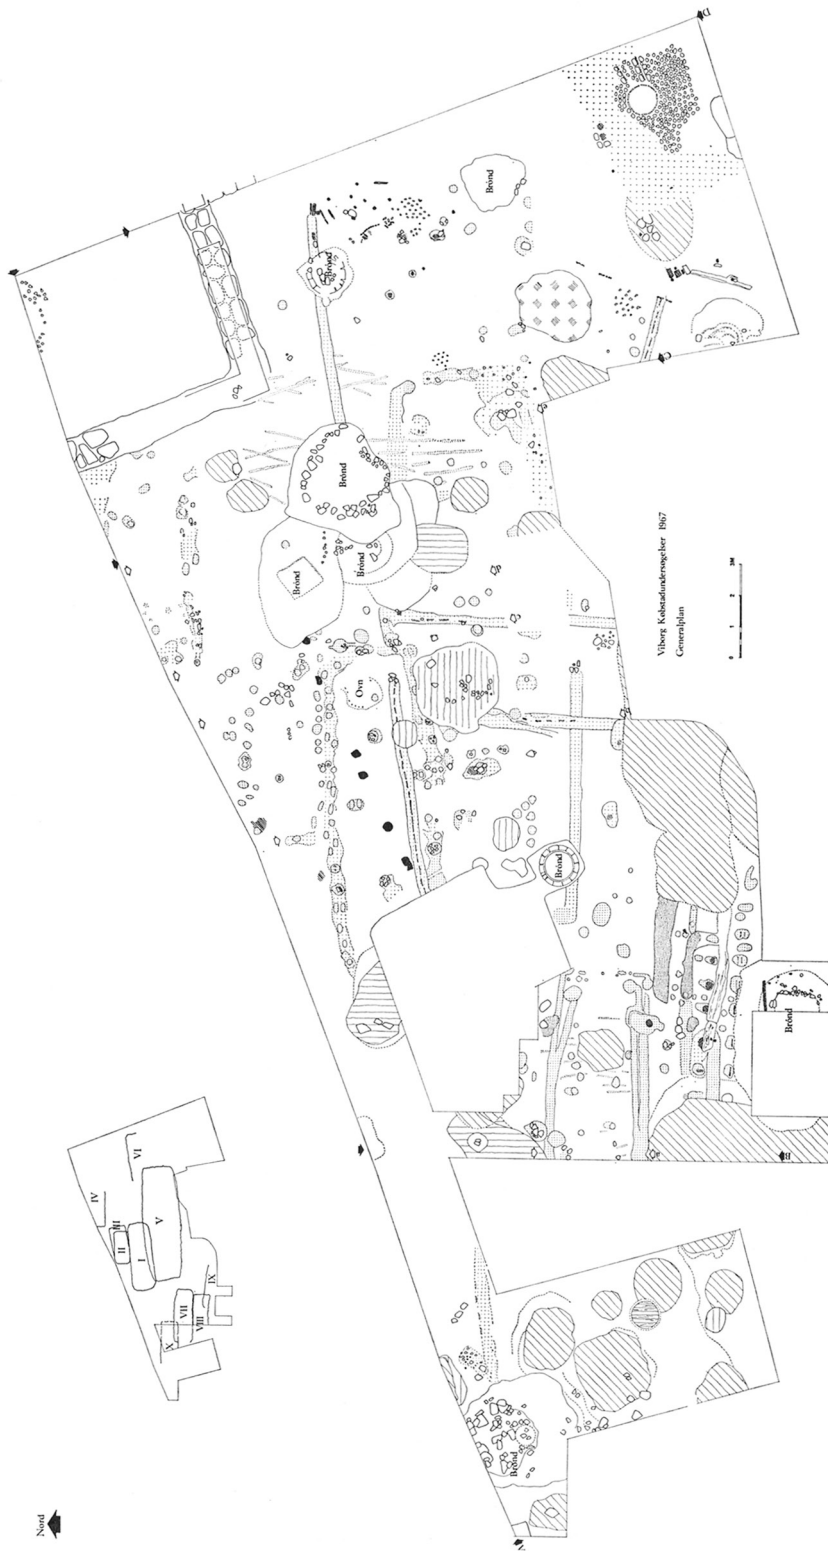 D
Brønd
Brønd
Brønd
Brønd
Brønd
Viborg Købstadundersøgelser 1967
Generalplan
0 1 2 3M
Ovn
Brønd
Brønd
B
VI
IV
III
II
I
V
IX
VII
VIII
X
Brønd
Nord